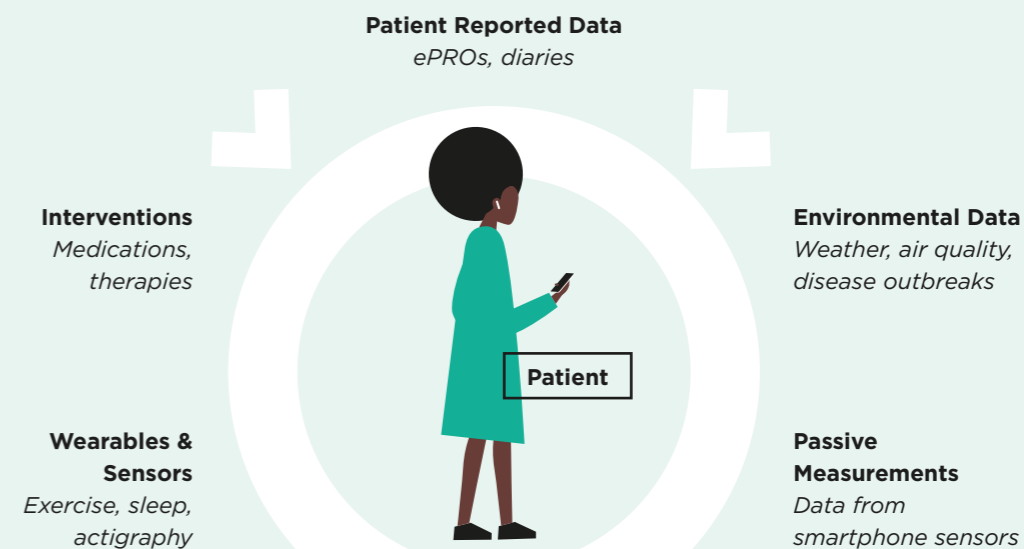 Patient Reported Data
ePROs, diaries
Interventions
Medications,
therapies
Environmental Data
Weather, air quality,
disease outbreaks
Patient
Wearables &
Sensors
Exercise, sleep,
actigraphy
Passive
Measurements
Data from
smartphone sensors